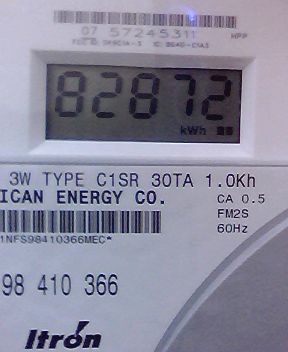 07 57245311 HPP
82872
kWh
3W TYPE C1SR 30TA 1.0Kh
ICAN ENERGY CO. CA 0.5
FM2S
1NFS98410366MEC* 60Hz
98 410 366
Itron